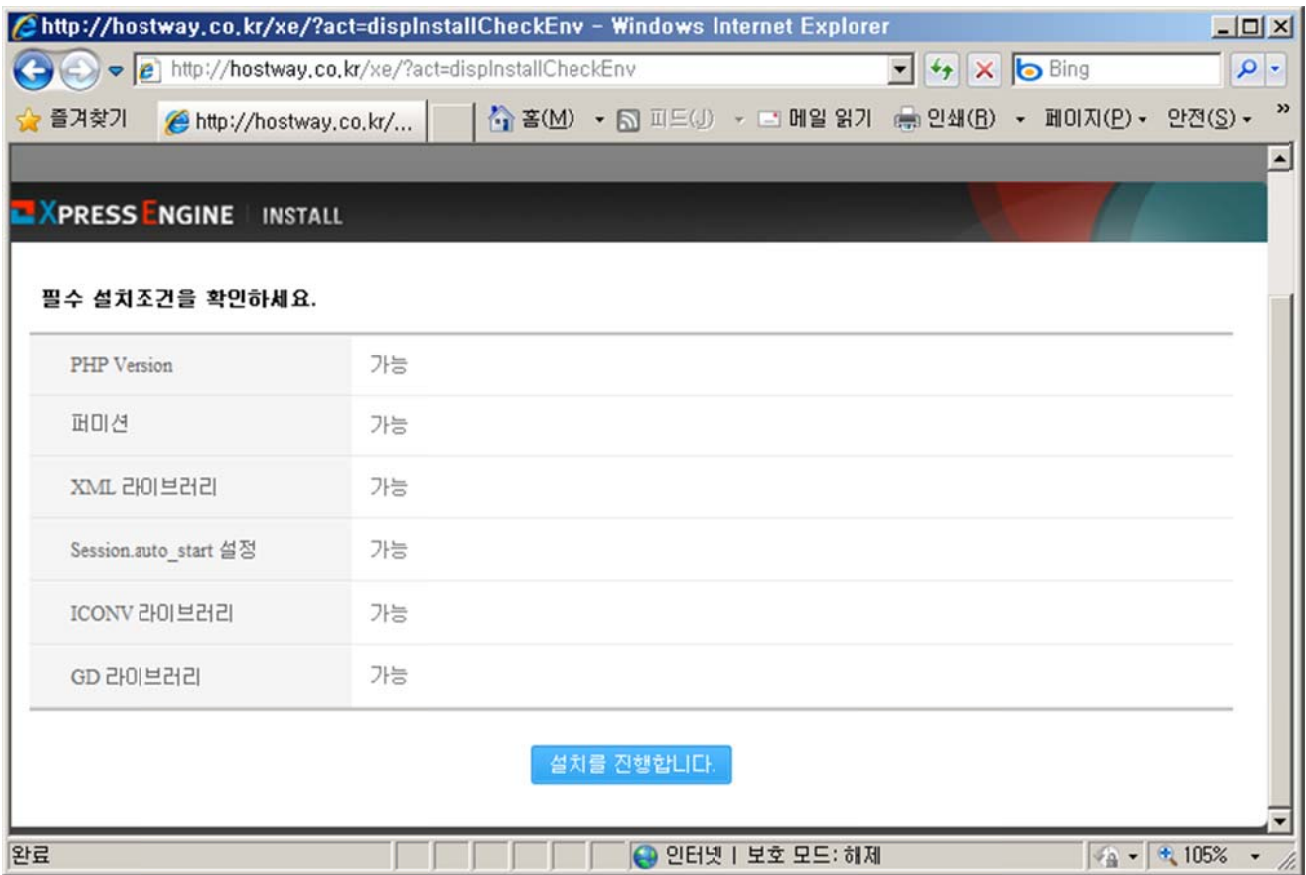 http://hostway.co.kr/xe/?act=dispInstallCheckEnv - Windows Internet Explorer
http://hostway.co.kr/xe/?act=dispInstallCheckEnv Bing
즐겨찾기 http://hostway.co.kr/... 홈(M) 피드(J) 메일 읽기 인쇄(R) 페이지(P) 안전(S) »
XPRESS ENGINE | INSTALL
필수 설치조건을 확인하세요.
PHP Version 가능
퍼미션 가능
XML 라이브러리 가능
Session.auto_start 설정 가능
ICONV 라이브러리 가능
GD 라이브러리 가능
설치를 진행합니다.
완료 인터넷 | 보호 모드: 해제 105%